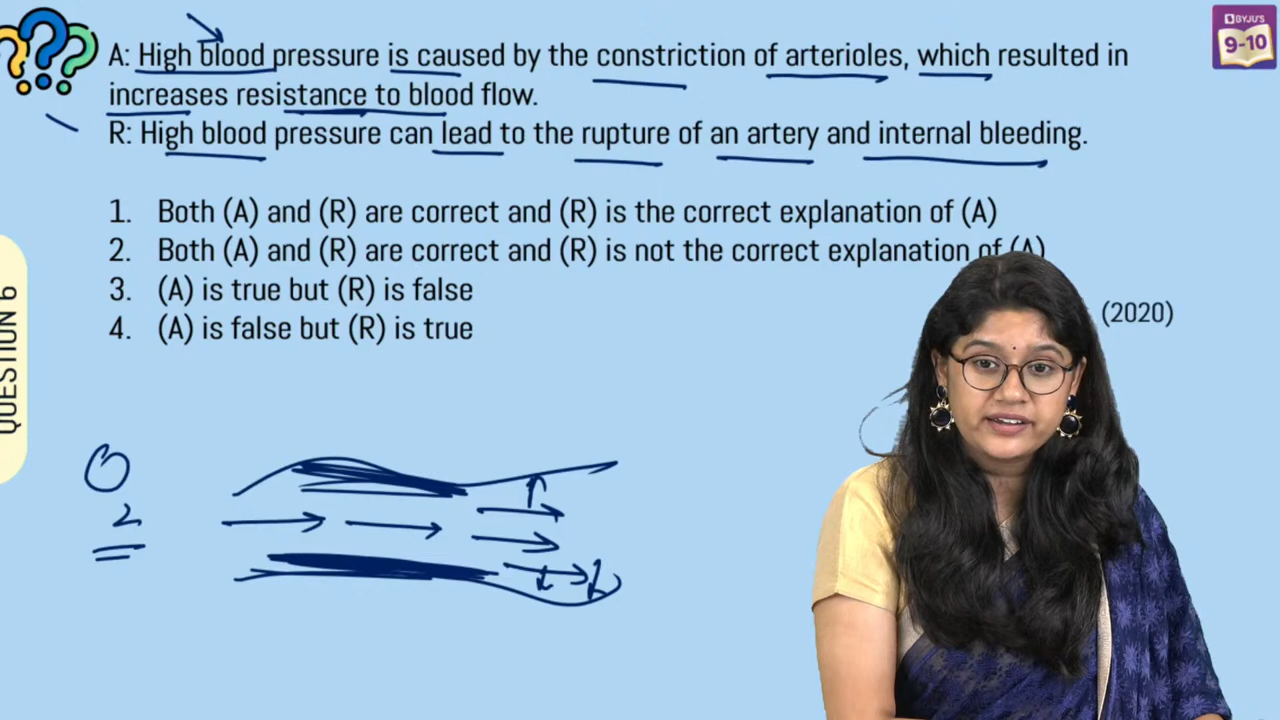 BYJU'S
9-10
A: High blood pressure is caused by the constriction of arterioles, which resulted in
increases resistance to blood flow.
R: High blood pressure can lead to the rupture of an artery and internal bleeding.
1. Both (A) and (R) are correct and (R) is the correct explanation of (A)
2. Both (A) and (R) are correct and (R) is not the correct explanation of (A)
3. (A) is true but (R) is false
(2020)
4. (A) is false but (R) is true
QUESTION 6
O
2